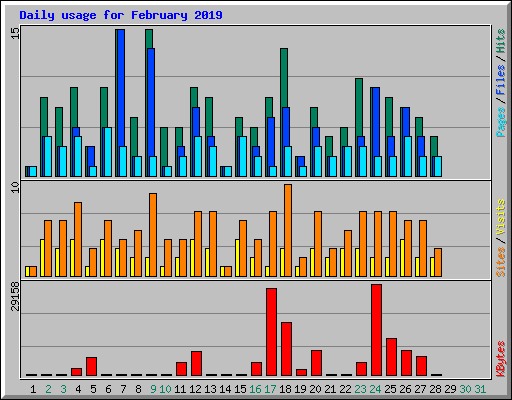 Daily usage for February 2019
15
Pages / Files / Hits
10
Sites / Visits
29158
KBytes
1 2 3 4 5 6 7 8 9 10 11 12 13 14 15 16 17 18 19 20 21 22 23 24 25 26 27 28 29 30 31